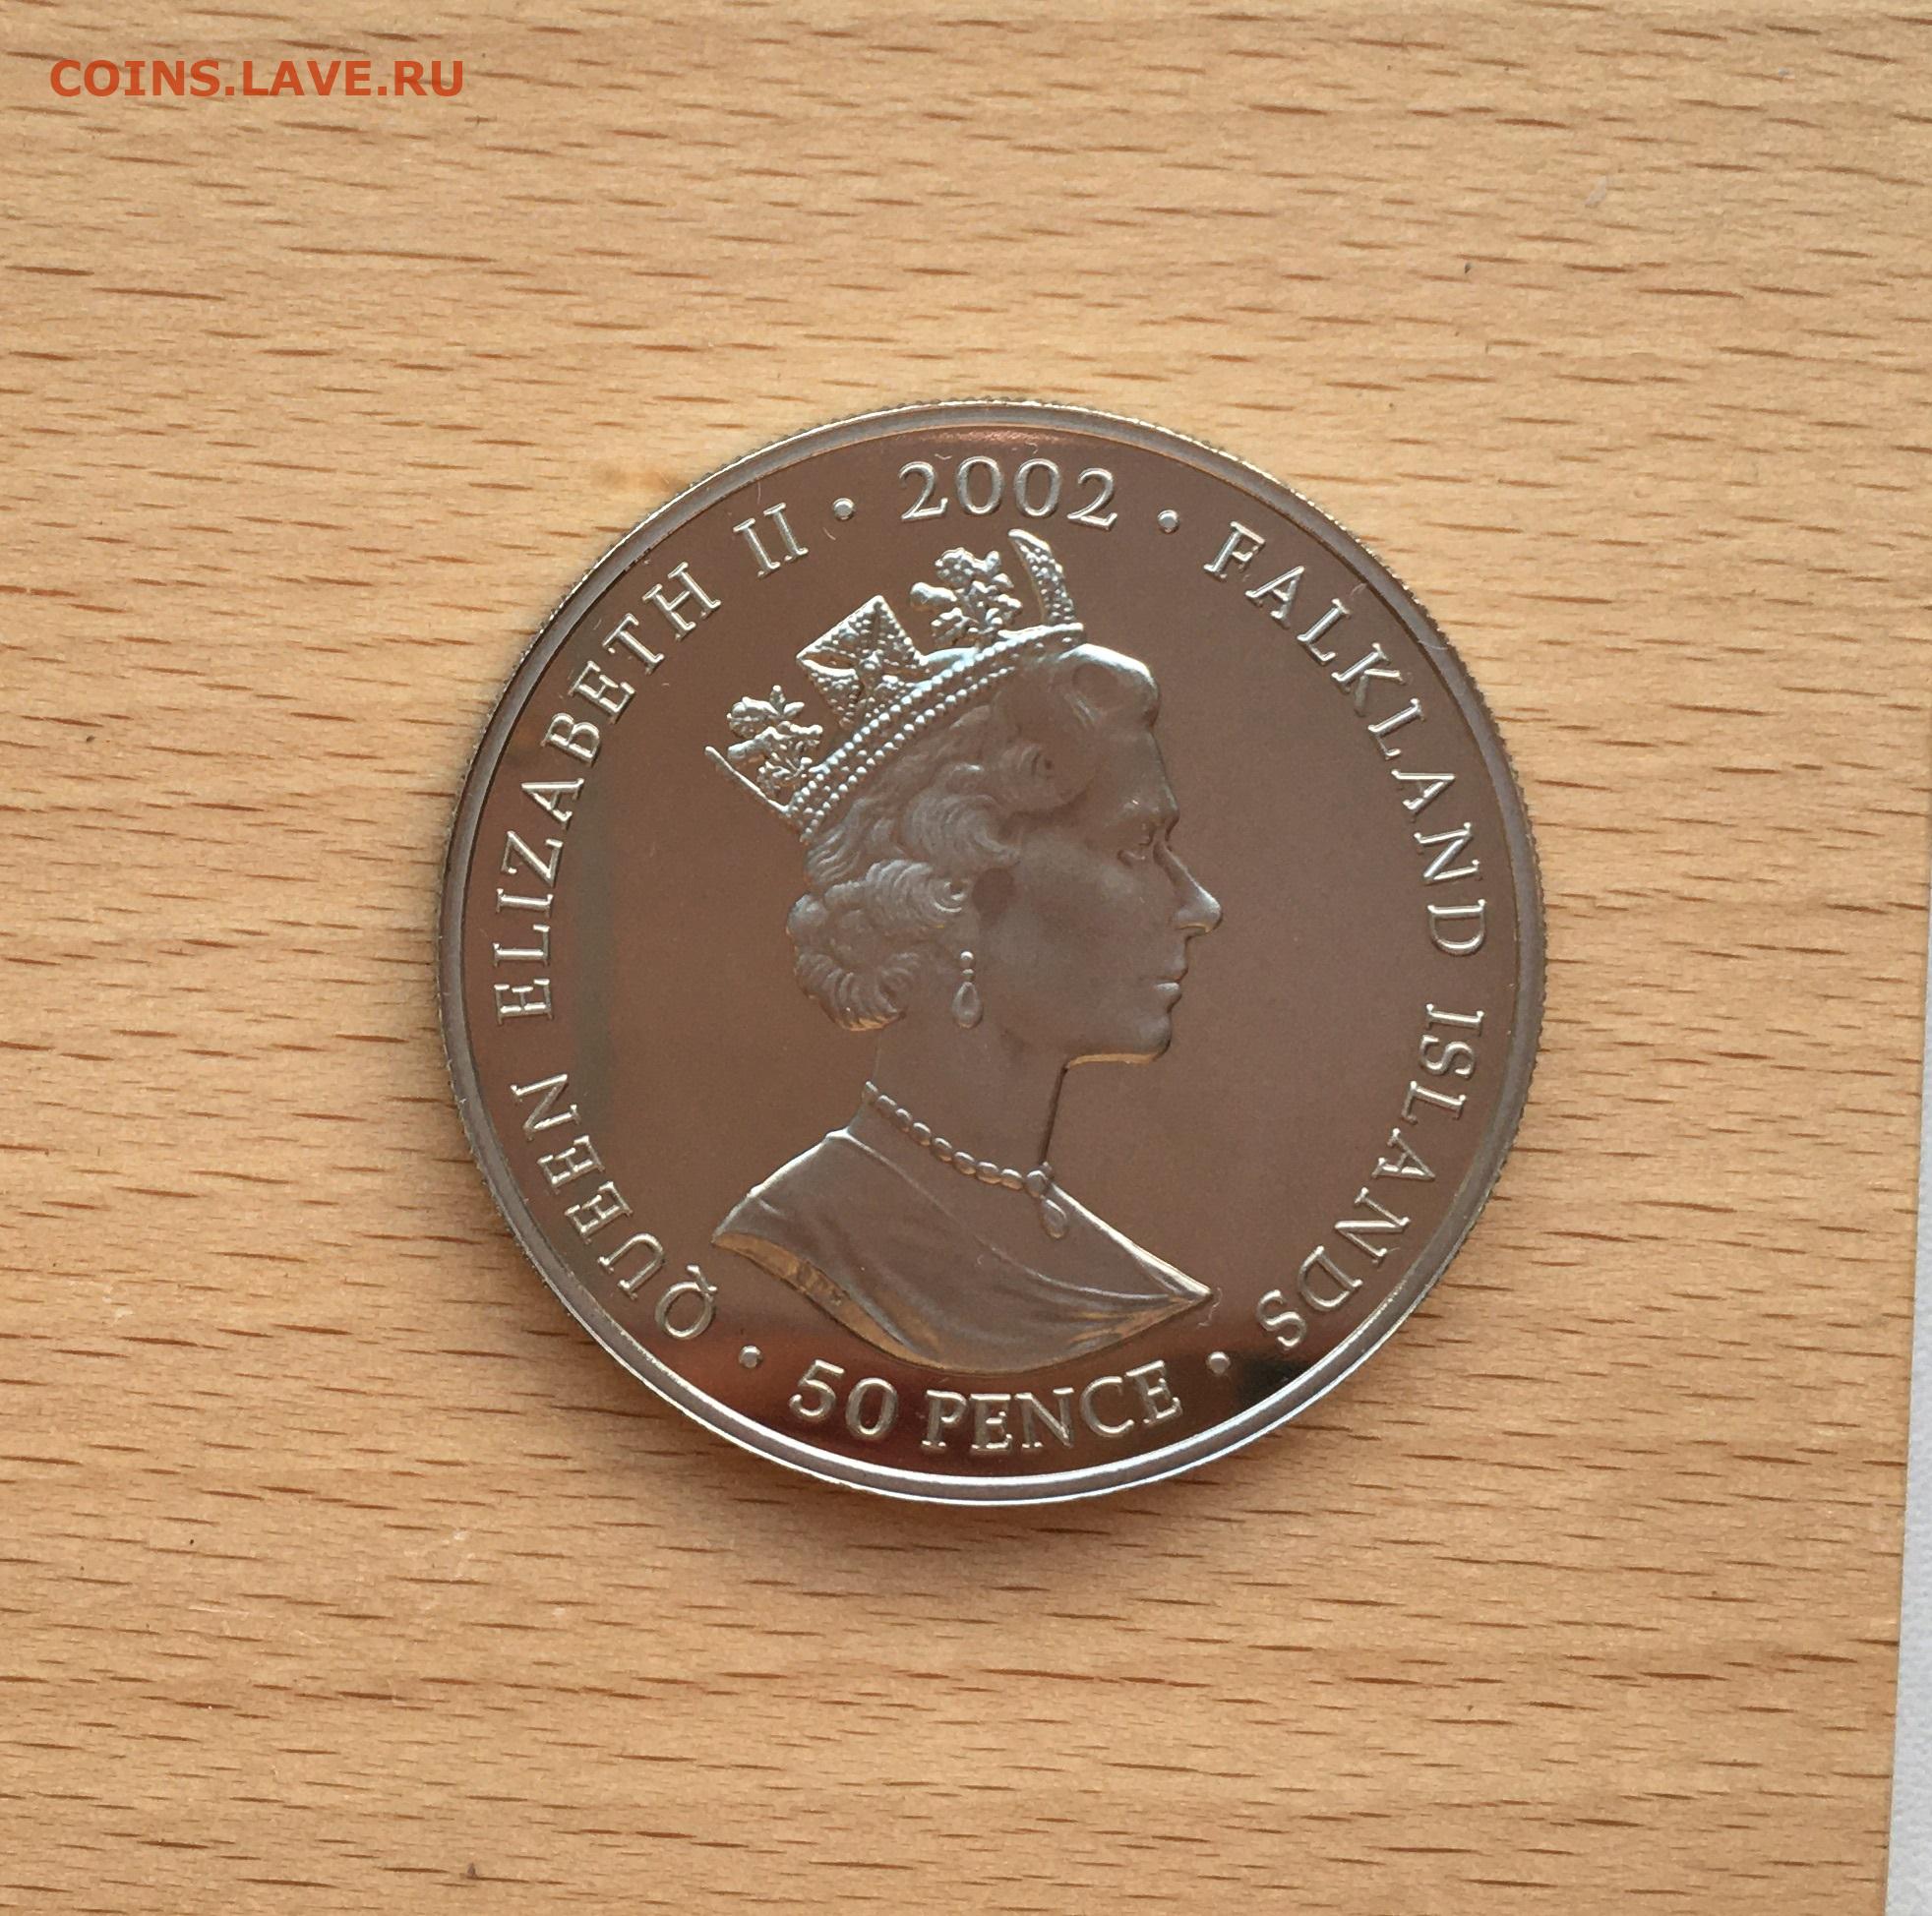 COINS.LAVE.RU
QUEEN ELIZABETH II · 2002 · FALKLAND ISLANDS
· 50 PENCE ·